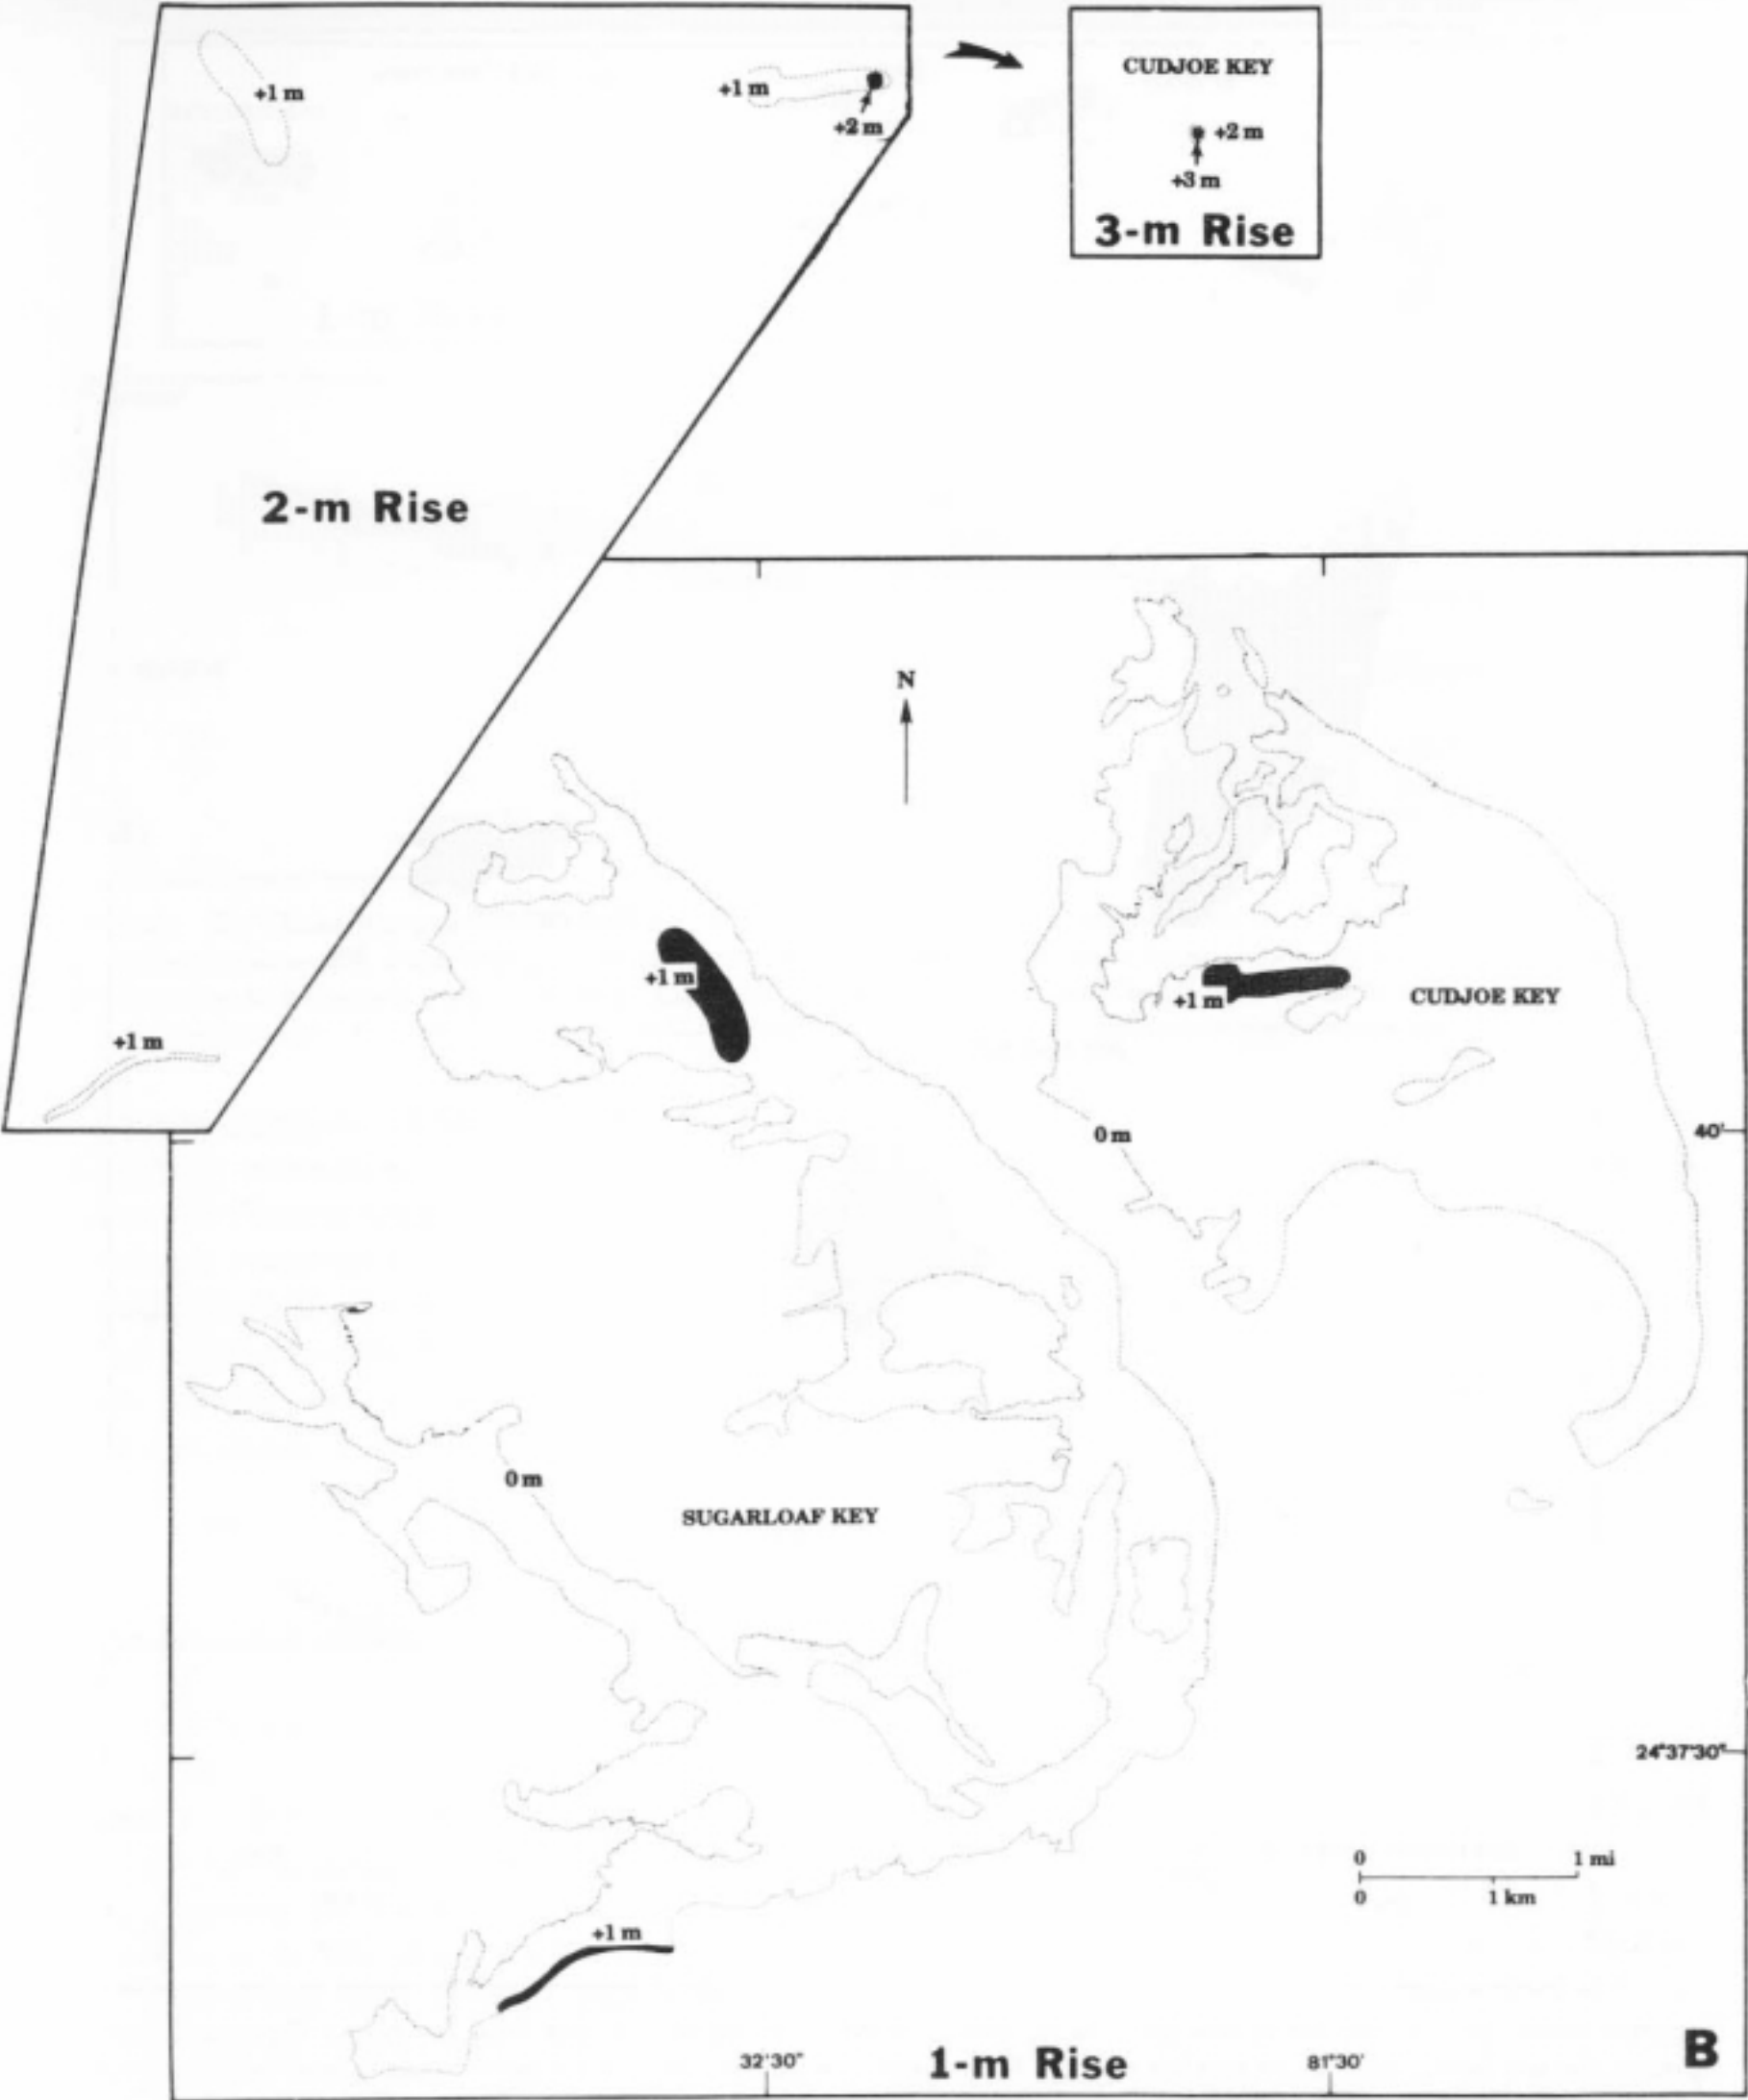 +1 m
+1 m
+2 m
CUDJOE KEY
+2 m
+3 m
3-m Rise
2-m Rise
+1 m
N
+1 m
+1 m
CUDJOE KEY
0 m
40'
0 m
SUGARLOAF KEY
24°37'30"
0 1 mi
0 1 km
+1 m
32'30"
1-m Rise
81°30'
B